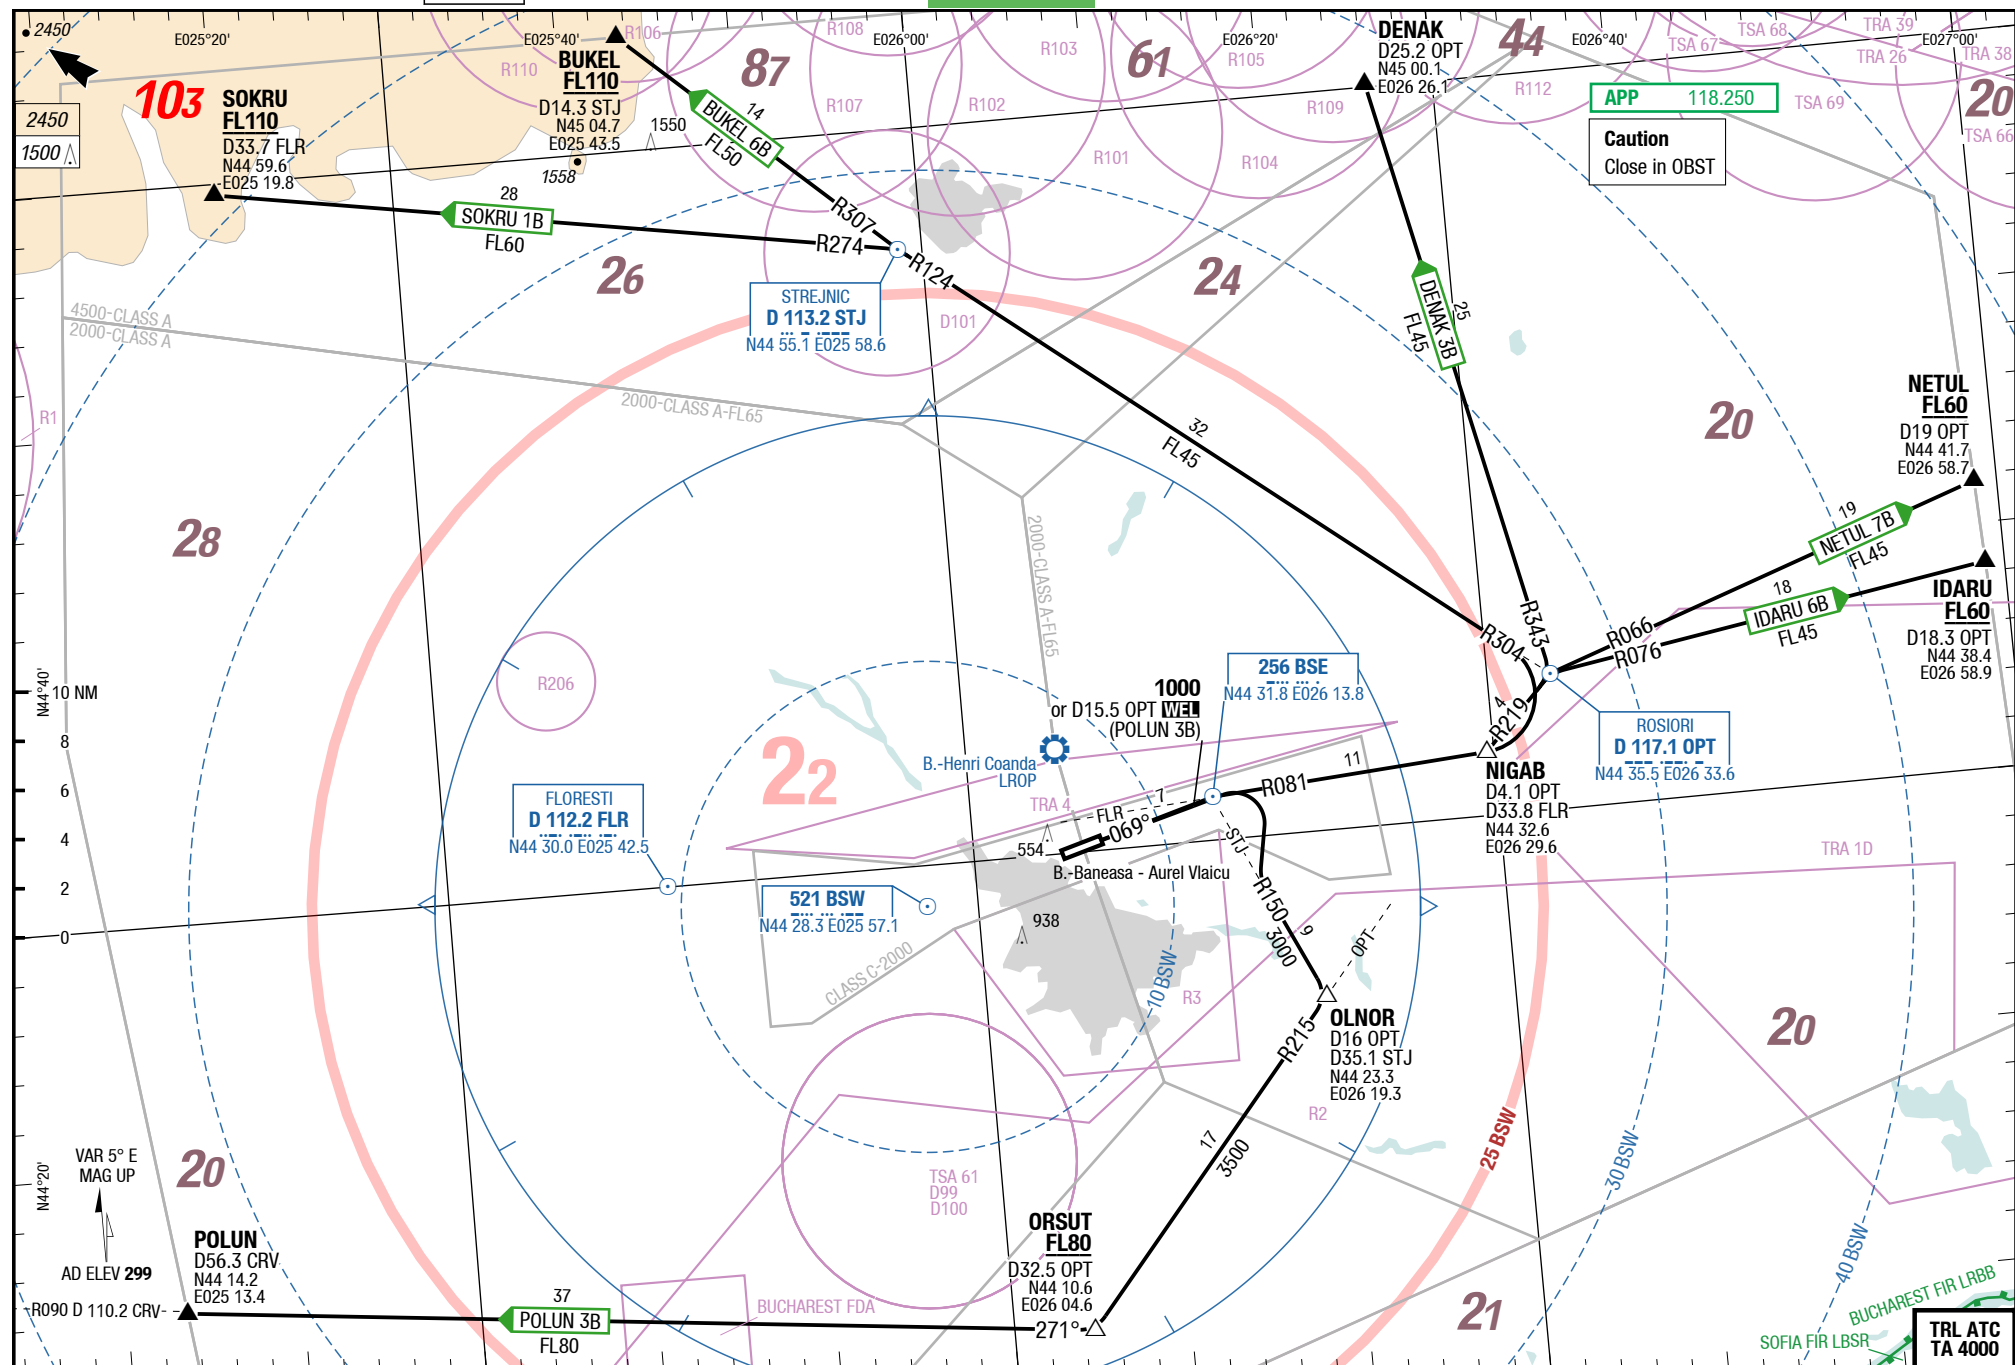 2450
E025°20'
E025°40'
E026°00'
E026°20'
E026°40'
E027°00'
R106
R108
R103
R105
R110
R107
R102
R109
R112
R101
R104
TSA 67
TSA 68
TRA 39
TRA 26
TRA 38
TSA 69
TSA 66
87
61
44
20
103
2450
1500
SOKRU
FL110
D33.7 FLR
N44 59.6
E025 19.8
BUKEL
FL110
D14.3 STJ
N45 04.7
E025 43.5
1558
1550
14
BUKEL 6B
FL50
DENAK
D25.2 OPT
N45 00.1
E026 26.1
APP 118.250
Caution
Close in OBST
28
SOKRU 1B
FL60
R307
R274
R124
STREJNIC
D 113.2 STJ
N44 55.1 E025 58.6
D101
26
24
25
DENAK 3B
FL45
4500-CLASS A
2000-CLASS A
2000-CLASS A-FL65
2000-CLASS A-FL65
R1
32
FL45
20
NETUL
FL60
D19 OPT
N44 41.7
E026 58.7
19
NETUL 7B
FL45
28
18
IDARU 6B
FL45
IDARU
FL60
D18.3 OPT
N44 38.4
E026 58.9
R343
R304
R066
R076
R206
N44°40'
10 NM
8
6
4
2
0
1000
or D15.5 OPT WEL
(POLUN 3B)
256 BSE
N44 31.8 E026 13.8
4
R219
ROSIORI
D 117.1 OPT
N44 35.5 E026 33.6
B.-Henri Coanda
LROP
22
11
R081
NIGAB
D4.1 OPT
D33.8 FLR
N44 32.6
E026 29.6
FLORESTI
D 112.2 FLR
N44 30.0 E025 42.5
TRA 4
7
FLR
069°
STJ
554
B.-Baneasa - Aurel Vlaicu
TRA 1D
521 BSW
N44 28.3 E025 57.1
938
R150
9
3000
OPT
CLASS C-2000
10 BSW
R3
OLNOR
D16 OPT
D35.1 STJ
N44 23.3
E026 19.3
R215
R2
20
17
3500
25 BSW
30 BSW
40 BSW
N44°20'
VAR 5° E
MAG UP
20
AD ELEV 299
TSA 61
D99
D100
POLUN
D56.3 CRV
N44 14.2
E025 13.4
R090 D 110.2 CRV
37
POLUN 3B
FL80
BUCHAREST FDA
ORSUT
FL80
D32.5 OPT
N44 10.6
E026 04.6
271°
21
BUCHAREST FIR LRBB
SOFIA FIR LBSR
TRL ATC
TA 4000